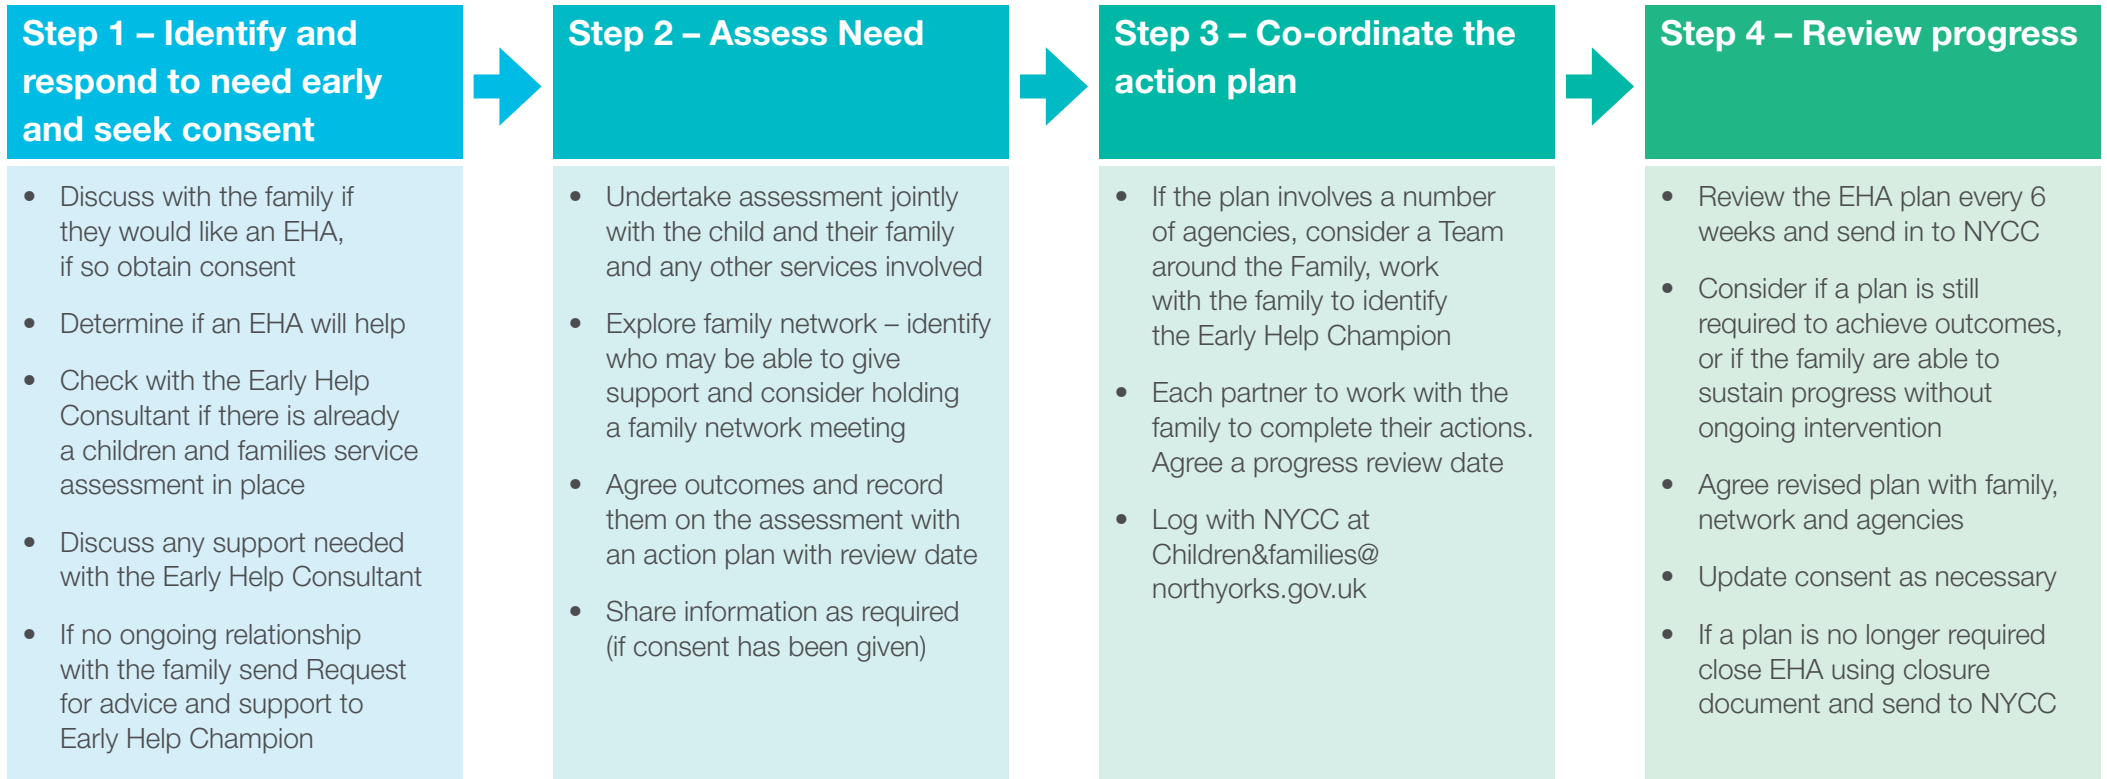 Step 1 – Identify and
respond to need early
and seek consent
• Discuss with the family if
they would like an EHA,
if so obtain consent
• Determine if an EHA will help
• Check with the Early Help
Consultant if there is already
a children and families service
assessment in place
• Discuss any support needed
with the Early Help Consultant
• If no ongoing relationship
with the family send Request
for advice and support to
Early Help Champion
Step 2 – Assess Need
• Undertake assessment jointly
with the child and their family
and any other services involved
• Explore family network – identify
who may be able to give
support and consider holding
a family network meeting
• Agree outcomes and record
them on the assessment with
an action plan with review date
• Share information as required
(if consent has been given)
Step 3 – Co-ordinate the
action plan
• If the plan involves a number
of agencies, consider a Team
around the Family, work
with the family to identify
the Early Help Champion
• Each partner to work with the
family to complete their actions.
Agree a progress review date
• Log with NYCC at
Children&families@
northyorks.gov.uk
Step 4 – Review progress
• Review the EHA plan every 6
weeks and send in to NYCC
• Consider if a plan is still
required to achieve outcomes,
or if the family are able to
sustain progress without
ongoing intervention
• Agree revised plan with family,
network and agencies
• Update consent as necessary
• If a plan is no longer required
close EHA using closure
document and send to NYCC